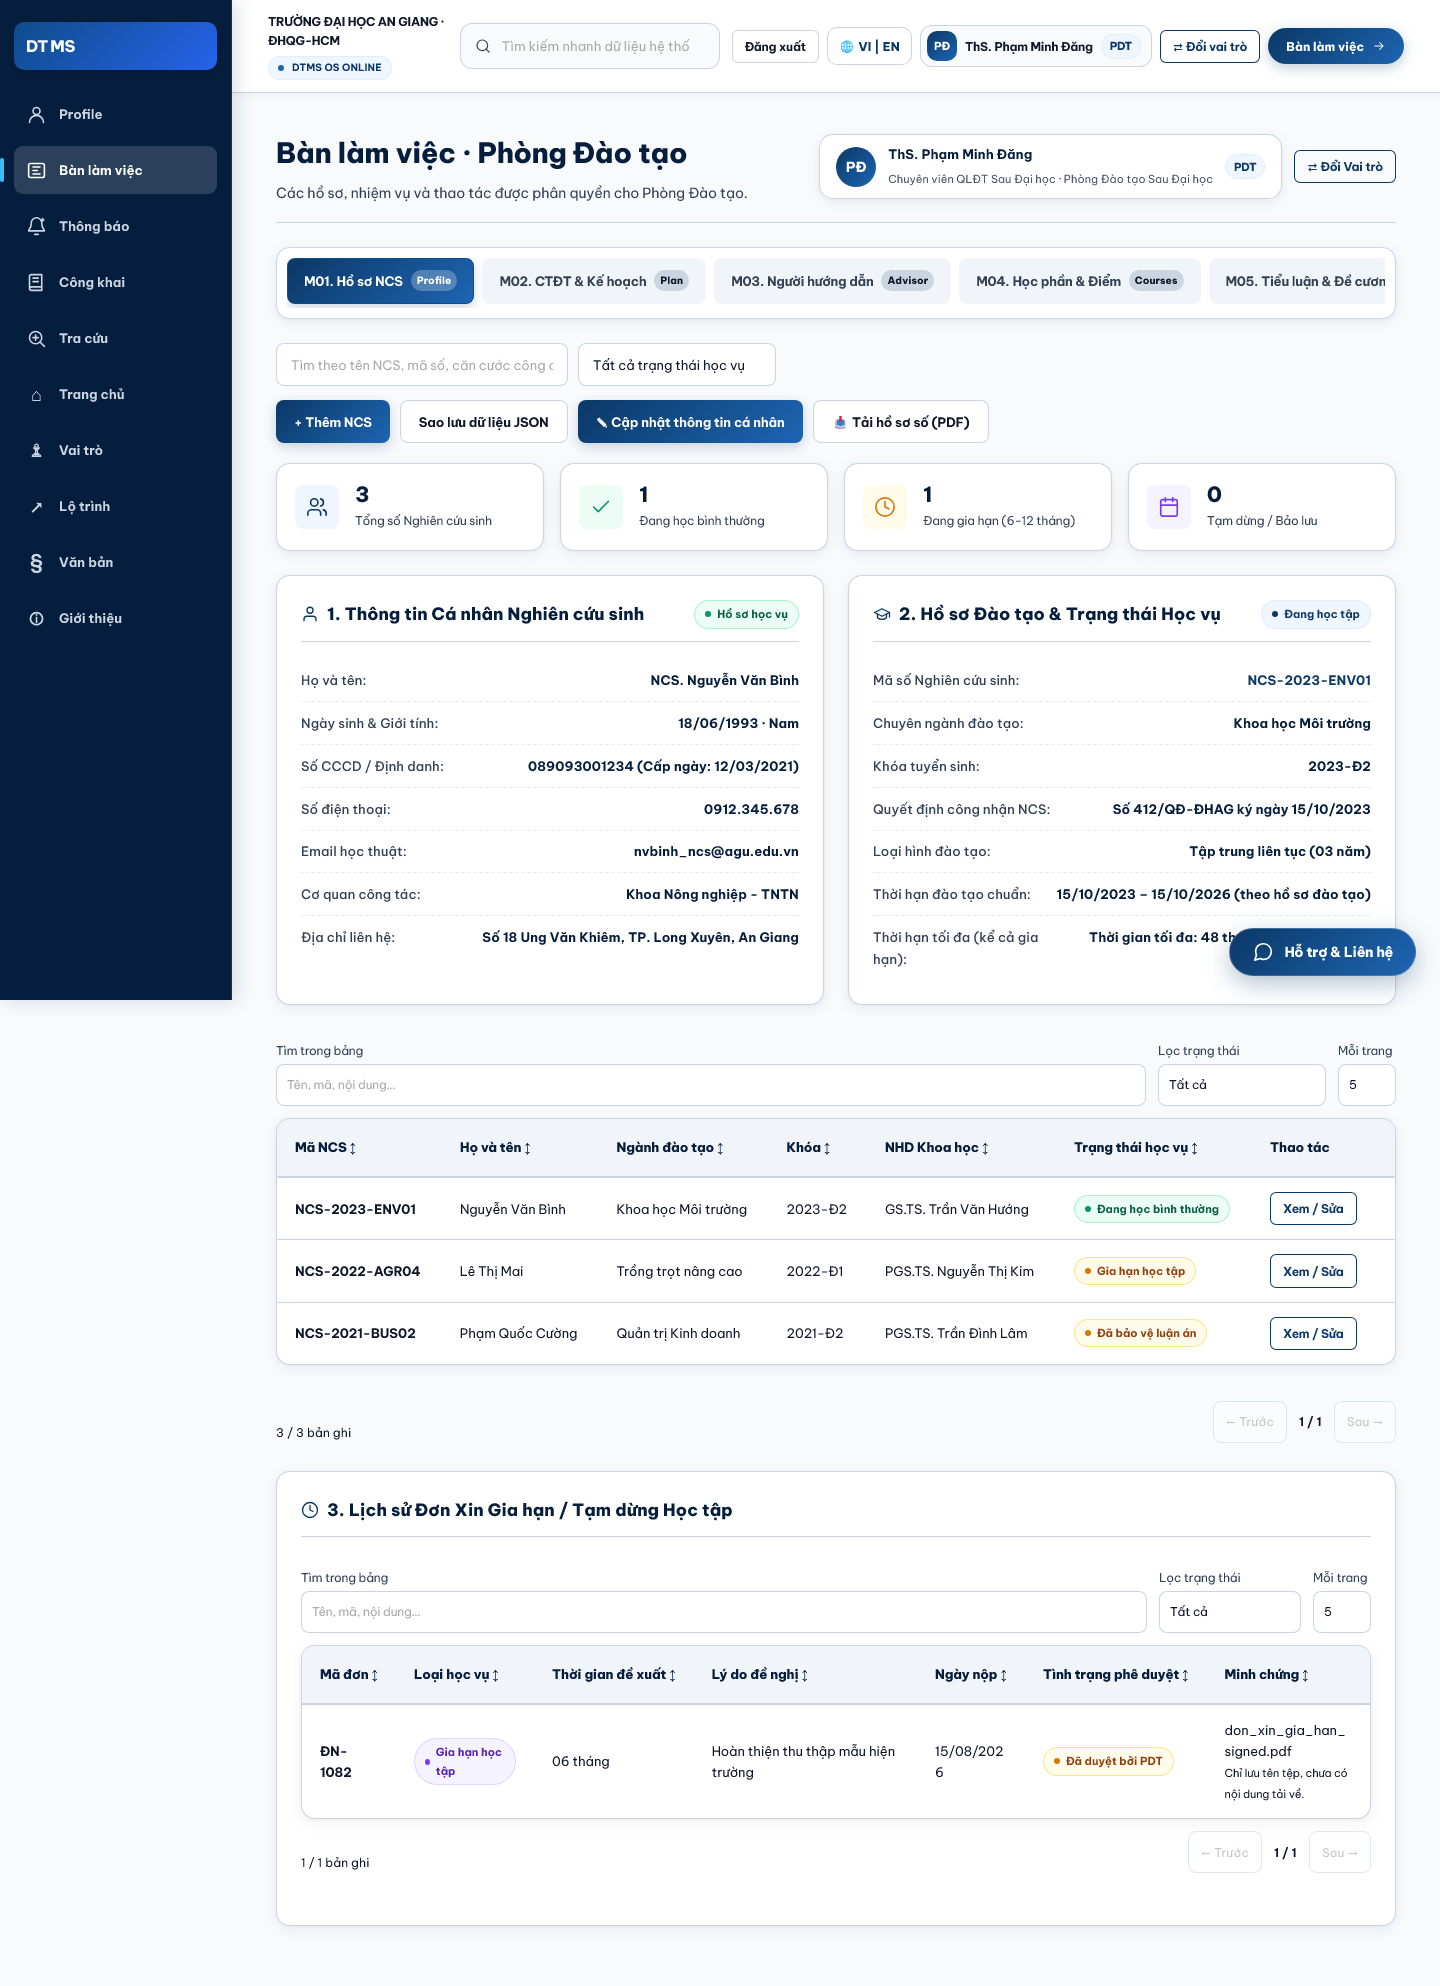 DTMS
Profile
Bàn làm việc
Thông báo
Công khai
Tra cứu
Trang chủ
Vai trò
Lộ trình
§ Văn bản
Giới thiệu
TRƯỜNG ĐẠI HỌC AN GIANG ·
ĐHQG-HCM
DTMS OS ONLINE
Tìm kiếm nhanh dữ liệu hệ thố
Đăng xuất
🌐 VI | EN
PĐ ThS. Phạm Minh Đăng PDT
⇄ Đổi vai trò
Bàn làm việc →
Bàn làm việc · Phòng Đào tạo
Các hồ sơ, nhiệm vụ và thao tác được phân quyền cho Phòng Đào tạo.
PĐ
ThS. Phạm Minh Đăng
Chuyên viên QLĐT Sau Đại học · Phòng Đào tạo Sau Đại học
PDT
⇄ Đổi Vai trò
M01. Hồ sơ NCS Profile
M02. CTĐT & Kế hoạch Plan
M03. Người hướng dẫn Advisor
M04. Học phần & Điểm Courses
M05. Tiểu luận & Đề cươn
Tìm theo tên NCS, mã số, căn cước công c
Tất cả trạng thái học vụ
+ Thêm NCS
Sao lưu dữ liệu JSON
✎ Cập nhật thông tin cá nhân
📥 Tải hồ sơ số (PDF)
3
Tổng số Nghiên cứu sinh
1
Đang học bình thường
1
Đang gia hạn (6-12 tháng)
0
Tạm dừng / Bảo lưu
1. Thông tin Cá nhân Nghiên cứu sinh
Hồ sơ học vụ
Họ và tên: NCS. Nguyễn Văn Bình
Ngày sinh & Giới tính: 18/06/1993 · Nam
Số CCCD / Định danh: 089093001234 (Cấp ngày: 12/03/2021)
Số điện thoại: 0912.345.678
Email học thuật: nvbinh_ncs@agu.edu.vn
Cơ quan công tác: Khoa Nông nghiệp - TNTN
Địa chỉ liên hệ: Số 18 Ung Văn Khiêm, TP. Long Xuyên, An Giang
2. Hồ sơ Đào tạo & Trạng thái Học vụ
Đang học tập
Mã số Nghiên cứu sinh: NCS-2023-ENV01
Chuyên ngành đào tạo: Khoa học Môi trường
Khóa tuyển sinh: 2023-Đ2
Quyết định công nhận NCS: Số 412/QĐ-ĐHAG ký ngày 15/10/2023
Loại hình đào tạo: Tập trung liên tục (03 năm)
Thời hạn đào tạo chuẩn: 15/10/2023 – 15/10/2026 (theo hồ sơ đào tạo)
Thời hạn tối đa (kể cả gia Thời gian tối đa: 48 th
hạn):
Hỗ trợ & Liên hệ
Tìm trong bảng
Lọc trạng thái
Mỗi trang
Tên, mã, nội dung...
Tất cả
5
Mã NCS ↕ Họ và tên ↕ Ngành đào tạo ↕ Khóa ↕ NHD Khoa học ↕ Trạng thái học vụ ↕ Thao tác
NCS-2023-ENV01 Nguyễn Văn Bình Khoa học Môi trường 2023-Đ2 GS.TS. Trần Văn Hướng Đang học bình thường Xem / Sửa
NCS-2022-AGR04 Lê Thị Mai Trồng trọt nâng cao 2022-Đ1 PGS.TS. Nguyễn Thị Kim Gia hạn học tập Xem / Sửa
NCS-2021-BUS02 Phạm Quốc Cường Quản trị Kinh doanh 2021-Đ2 PGS.TS. Trần Đình Lâm Đã bảo vệ luận án Xem / Sửa
3 / 3 bản ghi
← Trước 1 / 1 Sau →
3. Lịch sử Đơn Xin Gia hạn / Tạm dừng Học tập
Tìm trong bảng
Lọc trạng thái
Mỗi trang
Tên, mã, nội dung...
Tất cả
5
Mã đơn ↕ Loại học vụ ↕ Thời gian đề xuất ↕ Lý do đề nghị ↕ Ngày nộp ↕ Tình trạng phê duyệt ↕ Minh chứng ↕
ĐN-
1082
Gia hạn học
tập
06 tháng
Hoàn thiện thu thập mẫu hiện
trường
15/08/202
6
Đã duyệt bởi PDT
don_xin_gia_han_
signed.pdf
Chỉ lưu tên tệp, chưa có
nội dung tải về.
1 / 1 bản ghi
← Trước 1 / 1 Sau →